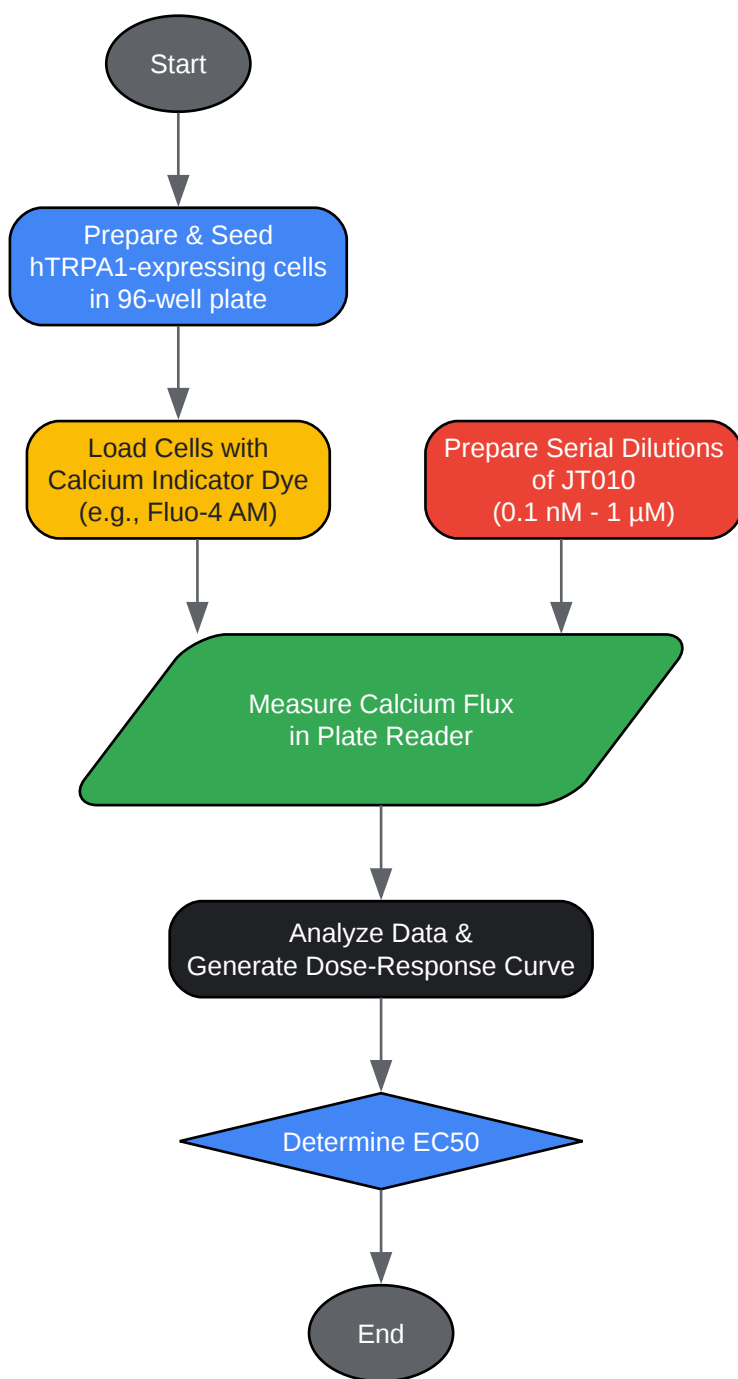 Start
Prepare & Seed
hTRPA1-expressing cells
in 96-well plate
Load Cells with
Calcium Indicator Dye
(e.g., Fluo-4 AM)
Prepare Serial Dilutions
of JT010
(0.1 nM - 1 µM)
Measure Calcium Flux
in Plate Reader
Analyze Data &
Generate Dose-Response Curve
Determine EC50
End